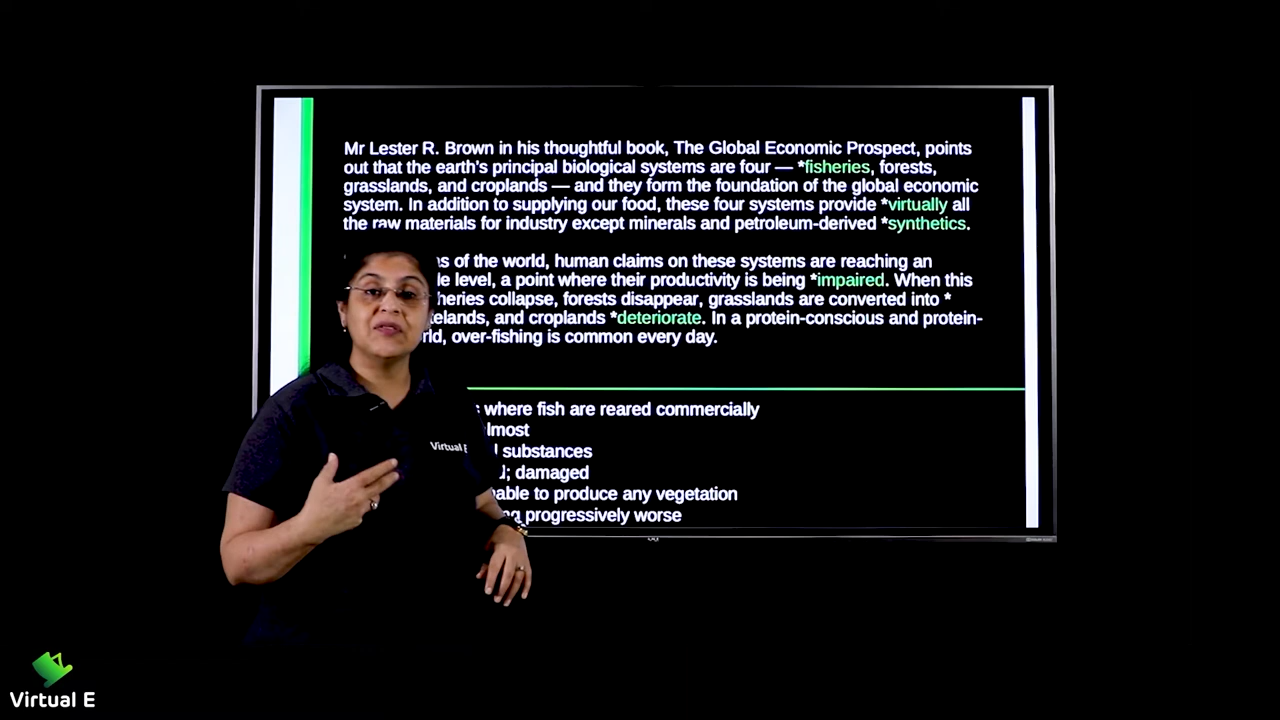 Mr Lester R. Brown in his thoughtful book, The Global Economic Prospect, points
out that the earth's principal biological systems are four — *fisheries, forests,
grasslands, and croplands — and they form the foundation of the global economic
system. In addition to supplying our food, these four systems provide *virtually all
the raw materials for industry except minerals and petroleum-derived *synthetics.
of the world, human claims on these systems are reaching an
level, a point where their productivity is being *impaired. When this
collapse, forests disappear, grasslands are converted into *
and croplands *deteriorate. In a protein-conscious and protein-
over-fishing is common every day.
where fish are reared commercially
substances
; damaged
to produce any vegetation
progressively worse
Virtual E
Virtual E